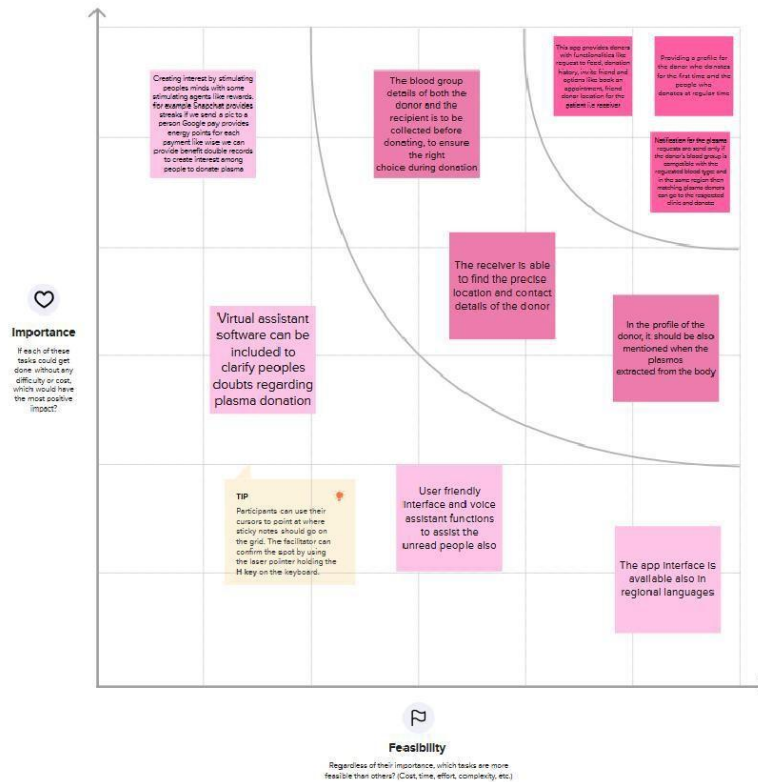 Creating interest by stimulating
peoples minds with some
stimulating agents like rewards,
for example Snapchat provides
streaks if we send a pic to a
person Google pay provides
energy points for each
payment like wise we can
provide benefit double records
to create interest among
people to donate plasma
The blood group
details of both the
donor and the
recipient is to be
collected before
donating, to ensure
the right
choice during donation
This app provides donors
with functionalities like
request to feed, donation
history, invite friend and
options like book an
appointment, friend
donor location for the
patient i.e receiver
Providing a profile for
the donor who donates
for the first time and the
people who
donates at regular time
Notification for the plasma
requests are send only if
the donor's blood group is
compatible with the
requested blood type and
in the same region then
matching plasma donors
can go to the requested
clinic and donate
The receiver is able
to find the precise
location and contact
details of the donor
In the profile of the
donor, it should be also
mentioned when the
plasmas
extracted from the body
Virtual assistant
software can be
included to
clarify peoples
doubts regarding
plasma donation
Importance
If each of these
tasks could get
done without any
difficulty or cost,
which would have
the most positive
impact?
TIP
Participants can use their
cursors to point at where
sticky notes should go on
the grid. The facilitator can
confirm the spot by using
the laser pointer holding the
H key on the keyboard.
User friendly
interface and voice
assistant functions
to assist the
unread people also
The app interface is
available also in
regional languages
Feasibility
Regardless of their importance, which tasks are more
feasible than others? (Cost, time, effort, complexity, etc.)